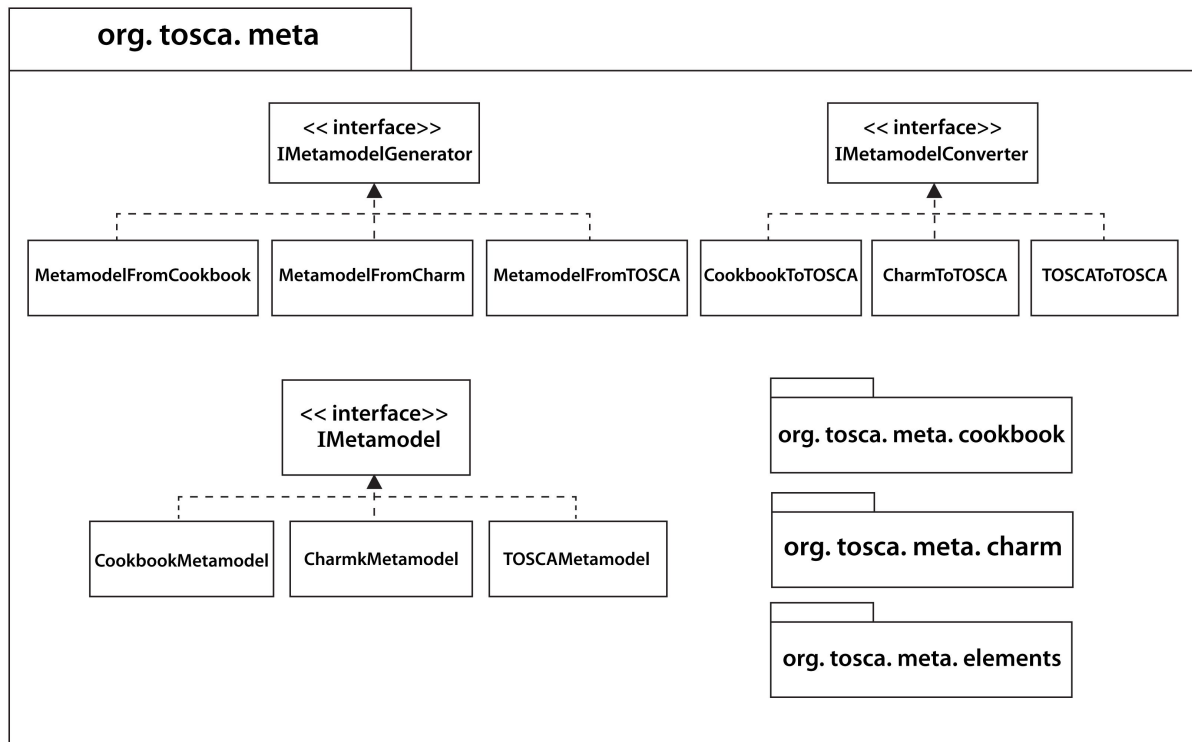 org. tosca. meta
<< interface>>
IMetamodelGenerator
<< interface>>
IMetamodelConverter
MetamodelFromCookbook
MetamodelFromCharm
MetamodelFromTOSCA
CookbookToTOSCA
CharmToTOSCA
TOSCAToTOSCA
<< interface>>
IMetamodel
CookbookMetamodel
CharmkMetamodel
TOSCAMetamodel
org. tosca. meta. cookbook
org. tosca. meta. charm
org. tosca. meta. elements